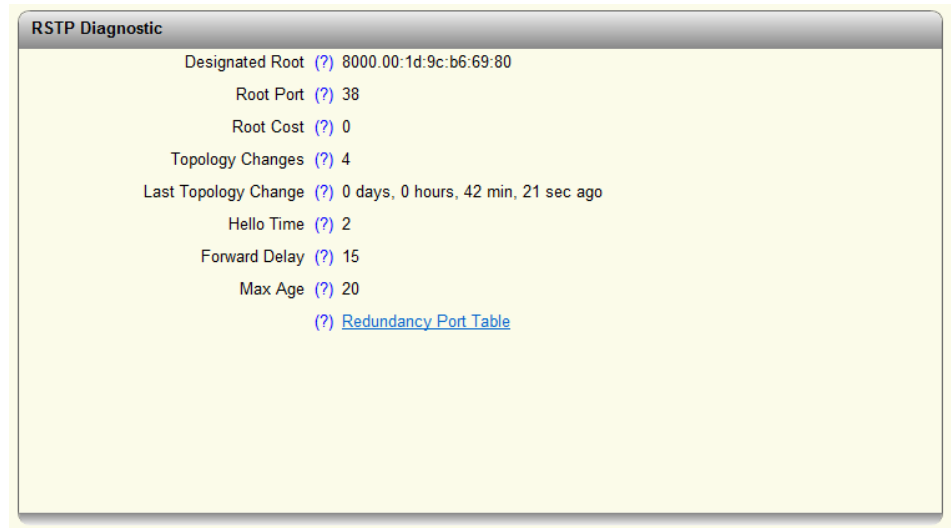 RSTP Diagnostic
Designated Root (?) 8000.00:1d:9c:b6:69:80
Root Port (?) 38
Root Cost (?) 0
Topology Changes (?) 4
Last Topology Change (?) 0 days, 0 hours, 42 min, 21 sec ago
Hello Time (?) 2
Forward Delay (?) 15
Max Age (?) 20
(?) Redundancy Port Table